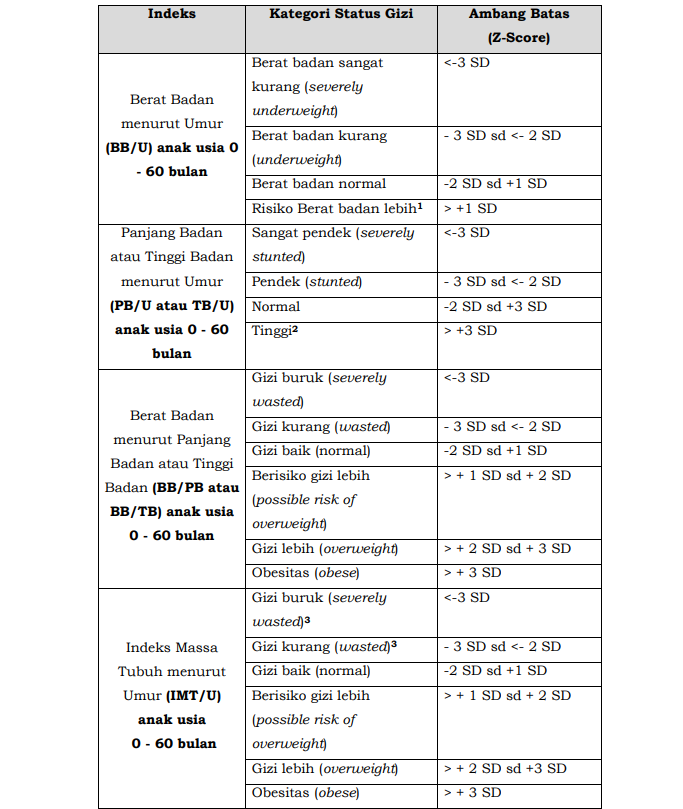 Indeks
Kategori Status Gizi
Ambang Batas
(Z-Score)
Berat Badan
menurut Umur
(BB/U) anak usia 0
- 60 bulan
Berat badan sangat
kurang (severely
underweight)
<-3 SD
Berat badan kurang
(underweight)
- 3 SD sd <- 2 SD
Berat badan normal
-2 SD sd +1 SD
Risiko Berat badan lebih¹
> +1 SD
Panjang Badan
atau Tinggi Badan
menurut Umur
(PB/U atau TB/U)
anak usia 0 - 60
bulan
Sangat pendek (severely
stunted)
<-3 SD
Pendek (stunted)
- 3 SD sd <- 2 SD
Normal
-2 SD sd +3 SD
Tinggi²
> +3 SD
Berat Badan
menurut Panjang
Badan atau Tinggi
Badan (BB/PB atau
BB/TB) anak usia
0 - 60 bulan
Gizi buruk (severely
wasted)
<-3 SD
Gizi kurang (wasted)
- 3 SD sd <- 2 SD
Gizi baik (normal)
-2 SD sd +1 SD
Berisiko gizi lebih
(possible risk of
overweight)
> + 1 SD sd + 2 SD
Gizi lebih (overweight)
> + 2 SD sd + 3 SD
Obesitas (obese)
> + 3 SD
Indeks Massa
Tubuh menurut
Umur (IMT/U)
anak usia
0 - 60 bulan
Gizi buruk (severely
wasted)³
<-3 SD
Gizi kurang (wasted)³
- 3 SD sd <- 2 SD
Gizi baik (normal)
-2 SD sd +1 SD
Berisiko gizi lebih
(possible risk of
overweight)
> + 1 SD sd + 2 SD
Gizi lebih (overweight)
> + 2 SD sd +3 SD
Obesitas (obese)
> + 3 SD